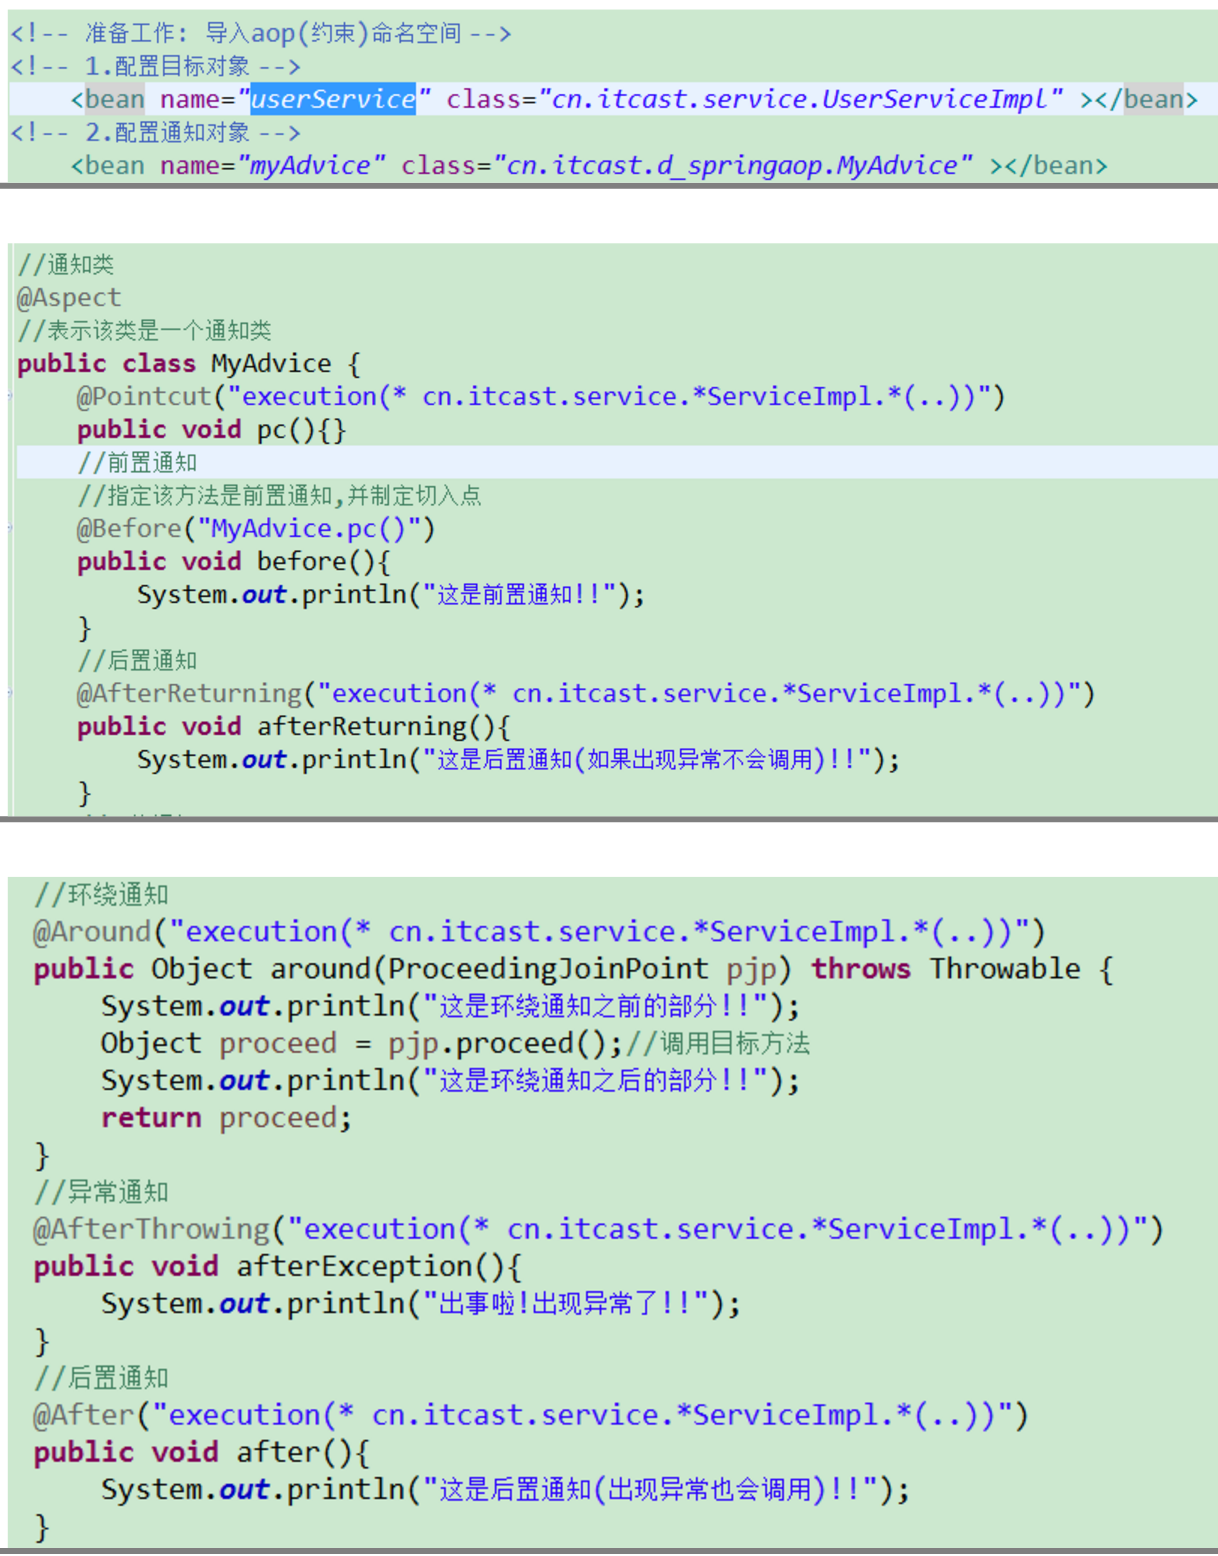 <!-- 准备工作: 导入aop(约束)命名空间 -->
<!-- 1.配置目标对象 -->
<bean name="userService" class="cn.itcast.service.UserServiceImpl" ></bean>
<!-- 2.配置通知对象 -->
<bean name="myAdvice" class="cn.itcast.d_springaop.MyAdvice" ></bean>
//通知类
@Aspect
//表示该类是一个通知类
public class MyAdvice {
@Pointcut("execution(* cn.itcast.service.*ServiceImpl.*(..))")
public void pc(){}
//前置通知
//指定该方法是前置通知,并制定切入点
@Before("MyAdvice.pc()")
public void before(){
System.out.println("这是前置通知!!");
}
//后置通知
@AfterReturning("execution(* cn.itcast.service.*ServiceImpl.*(..))")
public void afterReturning(){
System.out.println("这是后置通知(如果出现异常不会调用)!!");
}
//环绕通知
@Around("execution(* cn.itcast.service.*ServiceImpl.*(..))")
public Object around(ProceedingJoinPoint pjp) throws Throwable {
System.out.println("这是环绕通知之前的部分!!");
Object proceed = pjp.proceed();//调用目标方法
System.out.println("这是环绕通知之后的部分!!");
return proceed;
}
//异常通知
@AfterThrowing("execution(* cn.itcast.service.*ServiceImpl.*(..))")
public void afterException(){
System.out.println("出事啦!出现异常了!!");
}
//后置通知
@After("execution(* cn.itcast.service.*ServiceImpl.*(..))")
public void after(){
System.out.println("这是后置通知(出现异常也会调用)!!");
}